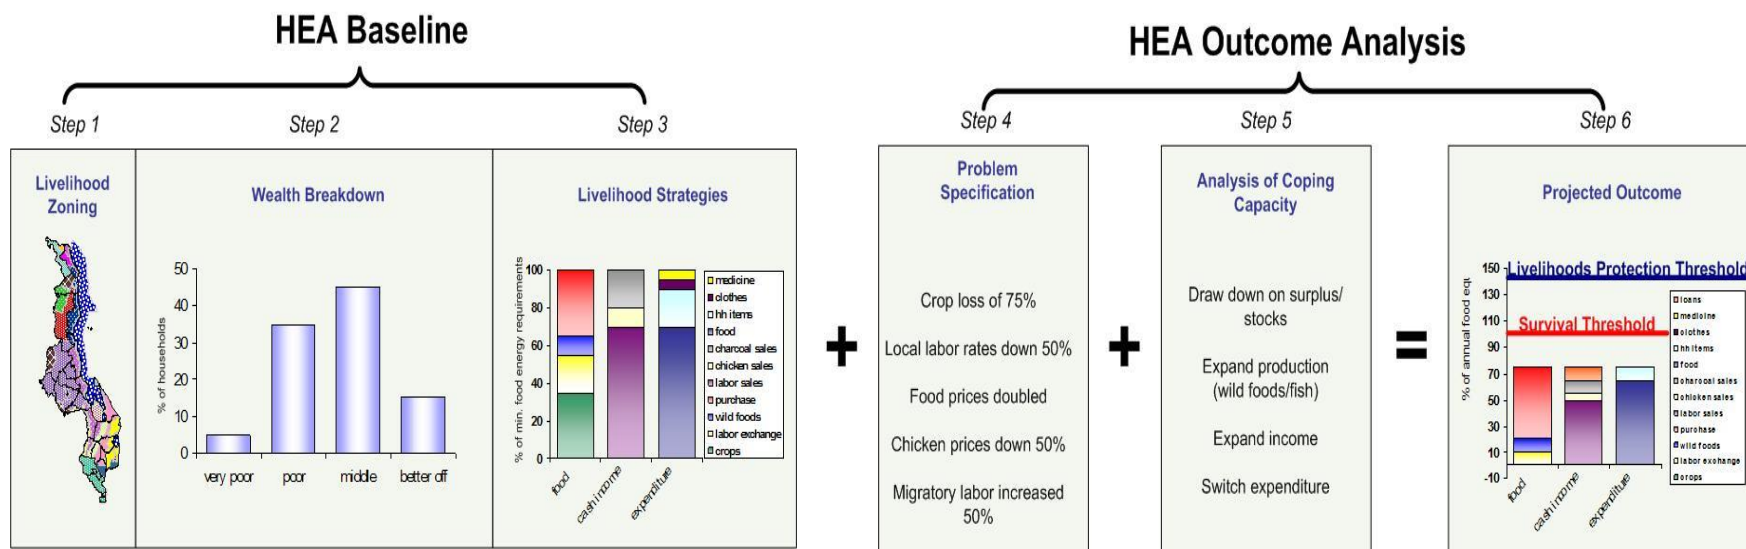 HEA Baseline
HEA Outcome Analysis
Step 1
Step 2
Step 3
Step 4
Step 5
Step 6
Livelihood
Zoning
Wealth Breakdown
% of households
50
40
30
20
10
0
very poor
poor
middle
better off
Livelihood Strategies
% of min. food energy requirements
100
80
60
40
20
0
food
cash income
expenditure
medicine
clothes
hh items
food
charcoal sales
chicken sales
labor sales
purchase
wild foods
labor exchange
crops
+
Problem
Specification
Crop loss of 75%
Local labor rates down 50%
Food prices doubled
Chicken prices down 50%
Migratory labor increased
50%
+
Analysis of Coping
Capacity
Draw down on surplus/
stocks
Expand production
(wild foods/fish)
Expand income
Switch expenditure
=
Projected Outcome
% of annual food equi
150
130
110
90
70
50
30
10
-10
Livelihoods Protection Threshold
Survival Threshold
food
cash income
expenditure
loans
medicine
clothes
hh items
food
charcoal sales
chicken sales
labor sales
purchase
wild foods
labor exchange
crops